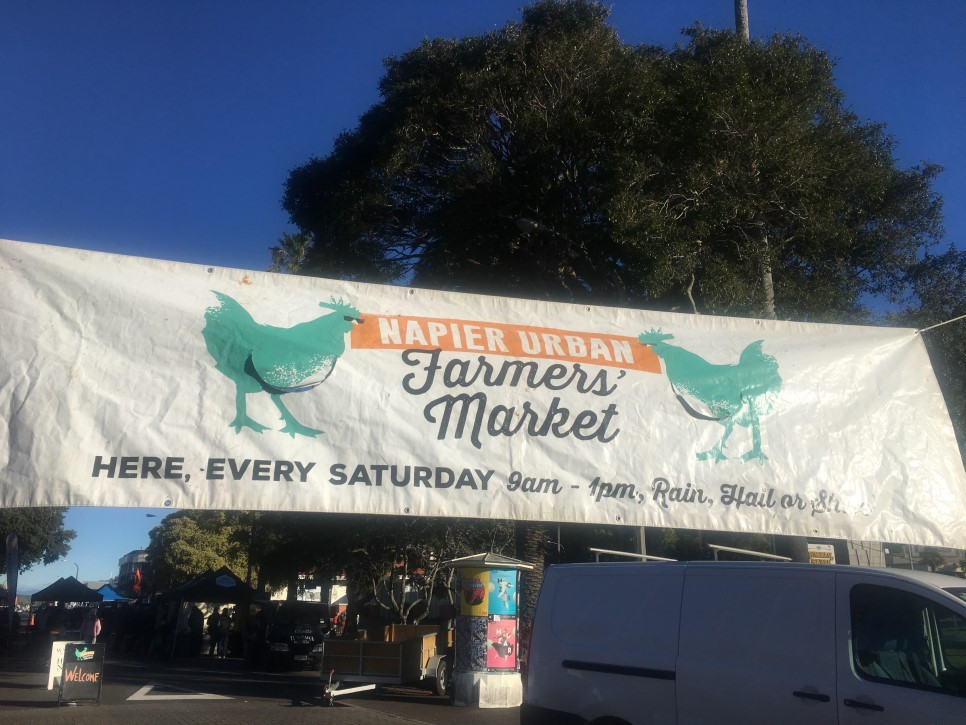 NAPIER URBAN
Farmers'
Market
HERE, EVERY SATURDAY 9am - 1pm, Rain, Hail or
WELCOME